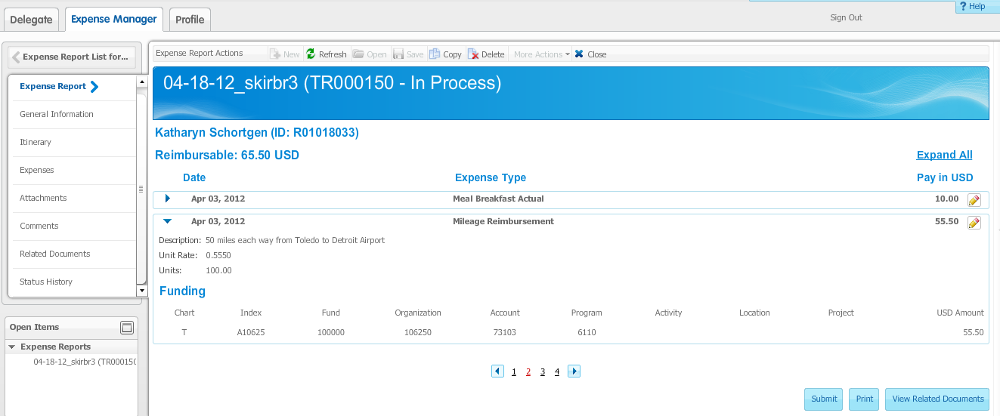 ? Help
Delegate Expense Manager Profile Sign Out
Expense Report List for...
Expense Report
General Information
Itinerary
Expenses
Attachments
Comments
Related Documents
Status History
Open Items
Expense Reports
04-18-12_skirbr3 (TR000150
Expense Report Actions New Refresh Open Save Copy Delete More Actions Close
04-18-12_skirbr3 (TR000150 - In Process)
Katharyn Schortgen (ID: R01018033)
Reimbursable: 65.50 USD Expand All
Date Expense Type Pay in USD
Apr 03, 2012 Meal Breakfast Actual 10.00
Apr 03, 2012 Mileage Reimbursement 55.50
Description: 50 miles each way from Toledo to Detroit Airport
Unit Rate: 0.5550
Units: 100.00
Funding
Chart Index Fund Organization Account Program Activity Location Project USD Amount
T A10625 100000 106250 73103 6110 55.50
1 2 3 4
Submit Print View Related Documents